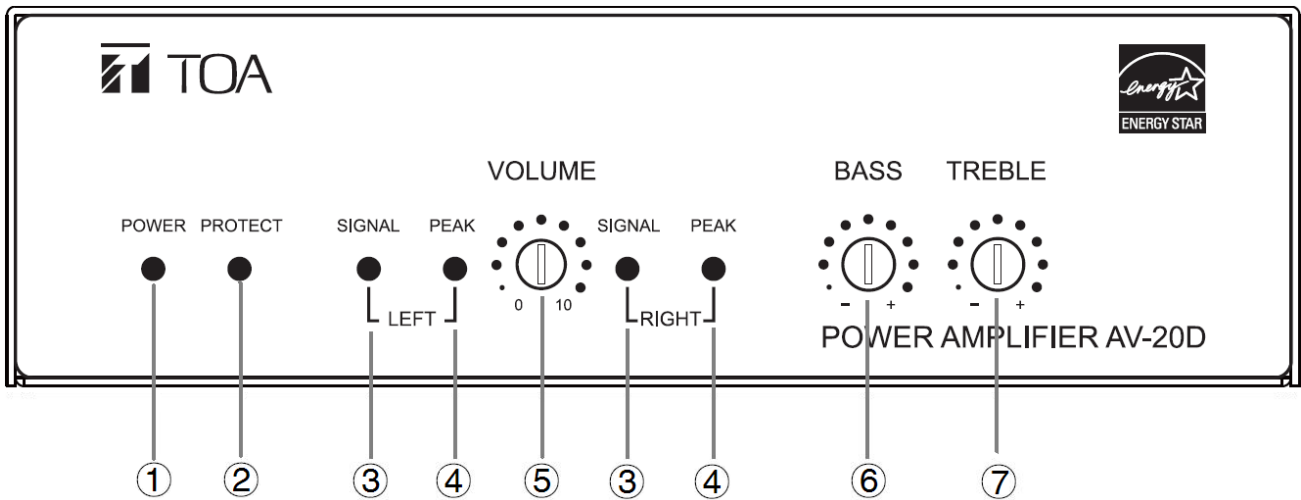 TOA
energy
ENERGY STAR
VOLUME
BASS TREBLE
POWER PROTECT SIGNAL PEAK SIGNAL PEAK
0 10 - + - +
LEFT RIGHT
POWER AMPLIFIER AV-20D
① ② ③ ④ ⑤ ③ ④ ⑥ ⑦